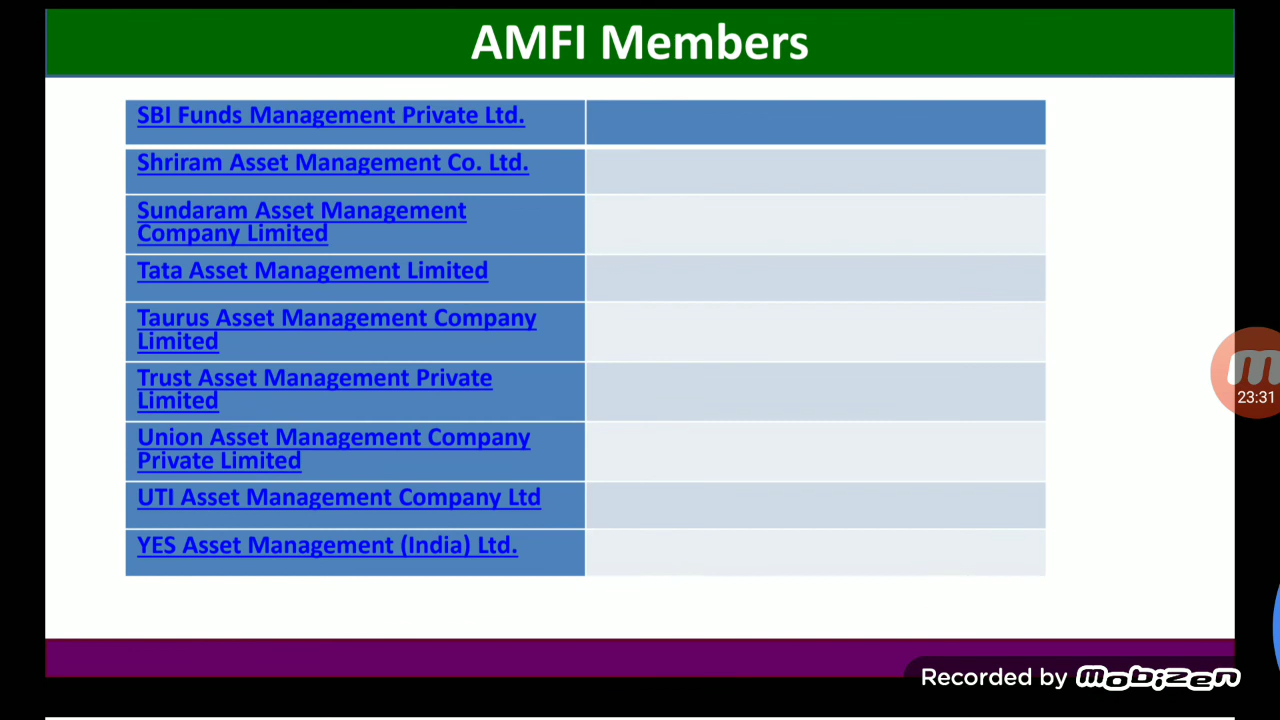 AMFI Members
SBI Funds Management Private Ltd.
Shriram Asset Management Co. Ltd.
Sundaram Asset Management
Company Limited
Tata Asset Management Limited
Taurus Asset Management Company
Limited
Trust Asset Management Private
Limited
Union Asset Management Company
Private Limited
UTI Asset Management Company Ltd
YES Asset Management (India) Ltd.
23:31
Recorded by mobizen